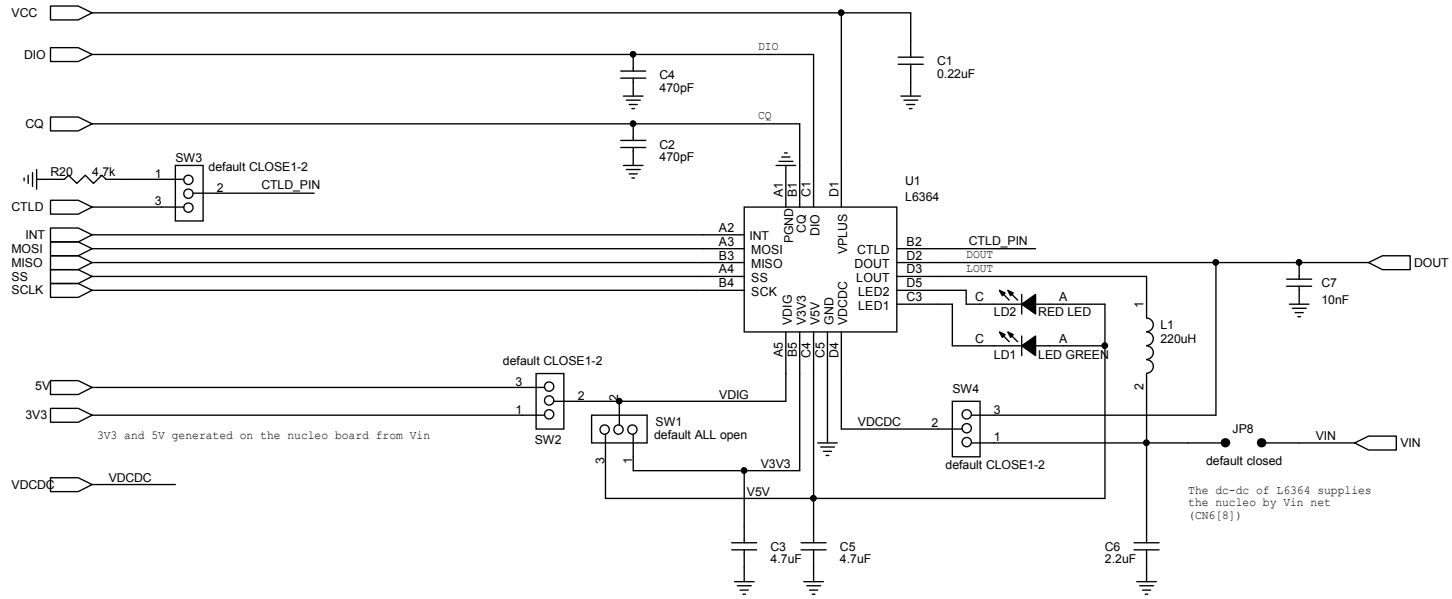 VCC
DIO
DIO
C1
0.22uF
C4
470pF
CQ
CQ
C2
470pF
SW3
default CLOSE1-2
R20 4.7k
1
2
CTLD_PIN
3
CTLD
U1
L6364
A1
B1
C1
D1
PGND
CQ
DIO
VPLUS
INT
MOSI
MISO
SS
SCLK
A2
A3
B3
A4
B4
INT
MOSI
MISO
SS
SCK
CTLD
DOUT
LOUT
LED2
LED1
B2
D2
D3
D5
C3
CTLD_PIN
DOUT
LOUT
DOUT
C7
10nF
VDIG
V3V3
V5V
GND
VDCDC
A5
B5
C4
C5
D4
C
A
LD2
RED LED
C
A
LD1
LED GREEN
1
L1
220uH
2
default CLOSE1-2
5V
3
3V3
1
2
SW2
VDIG
2
SW1
default ALL open
3
1
3V3 and 5V generated on the nucleo board from Vin
SW4
VDCDC
2
3
1
default CLOSE1-2
JP8
default closed
VIN
VIN
V3V3
V5V
VDCDC
VDCDC
The dc-dc of L6364 supplies
the nucleo by Vin net
(CN6[8])
C3
4.7uF
C5
4.7uF
C6
2.2uF